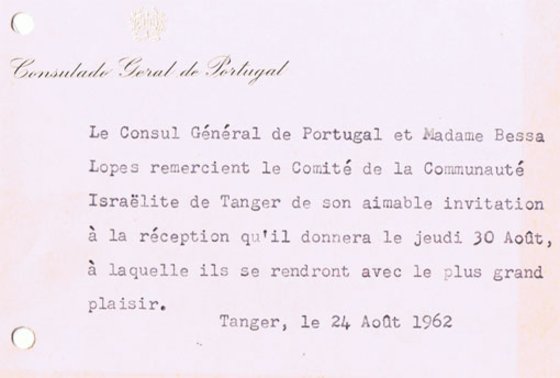 Consulado Geral de Portugal
Le Consul Général de Portugal et Madame Bessa
Lopes remercient le Comité de la Communauté
Israëlite de Tanger de son aimable invitation
à la réception qu'il donnera le jeudi 30 Août,
à laquelle ils se rendront avec le plus grand
plaisir.
Tanger, le 24 Août 1962